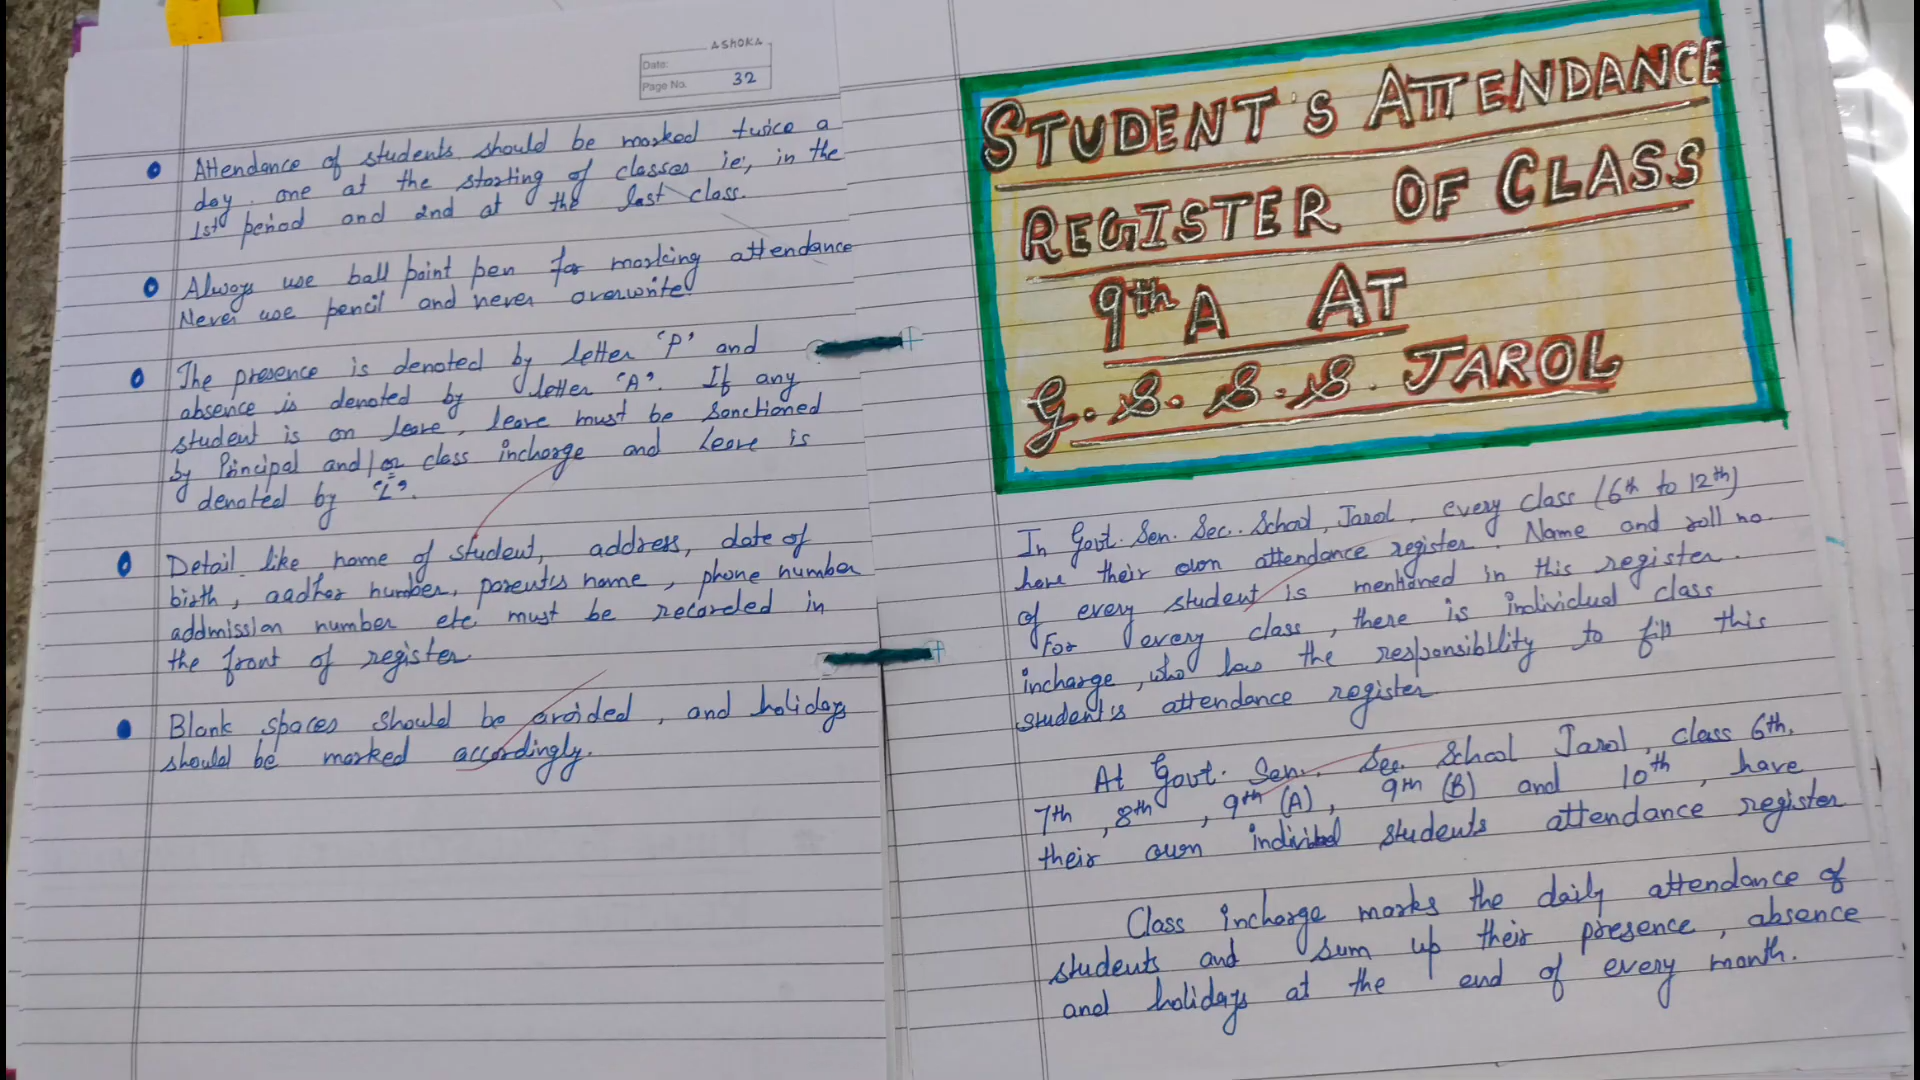 ASHOKA
Date:
Page No. 32
Attendance of students should be marked twice a
day. one at the starting of classes ie; in the
1st period and 2nd at the last class.
Always use ball point pen for marking attendance
Never use pencil and never overwrite.
The presence is denoted by letter 'P' and
absence is denoted by letter 'A'. If any
student is on leave, leave must be sanctioned
by Principal and/or class incharge and leave is
denoted by 'L'.
Detail like name of student, address, date of
birth, aadhar number, parents name, phone number
addmission number etc must be recorded in
the front of register.
Blank spaces should be avoided, and holidays
should be marked accordingly.
STUDENT'S ATTENDANCE
REGISTER OF CLASS
9th A AT
G.S.S.S. JAROL
In Govt. Sen. Sec. School, Jarol, every class (6th to 12th)
have their own attendance register. Name and roll no.
of every student is mentioned in this register.
For every class, there is individual class
incharge, who has the responsibility to fill this
student's attendance register
At Govt. Sen. Sec. School Jarol, class 6th,
7th, 8th, 9th (A), 9th (B) and 10th, have
their own individual students attendance register
Class incharge marks the daily attendance of
students and sum up their presence, absence
and holidays at the end of every month.